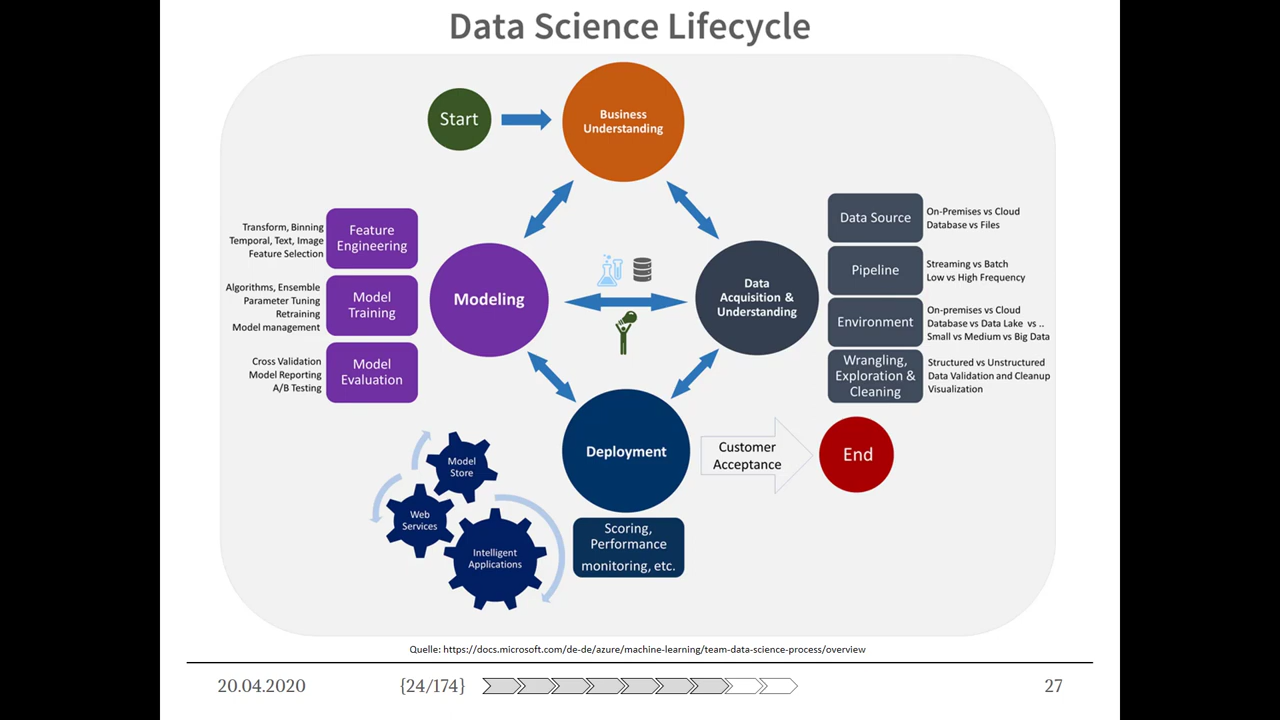 Data Science Lifecycle
Start
Business
Understanding
Transform, Binning
Temporal, Text, Image
Feature Selection
Feature
Engineering
Algorithms, Ensemble
Parameter Tuning
Retraining
Model management
Model
Training
Cross Validation
Model Reporting
A/B Testing
Model
Evaluation
Modeling
Data
Acquisition &
Understanding
Data Source
On-Premises vs Cloud
Database vs Files
Pipeline
Streaming vs Batch
Low vs High Frequency
Environment
On-premises vs Cloud
Database vs Data Lake vs ..
Small vs Medium vs Big Data
Wrangling,
Exploration &
Cleaning
Structured vs Unstructured
Data Validation and Cleanup
Visualization
Deployment
Customer
Acceptance
End
Model
Store
Web
Services
Intelligent
Applications
Scoring,
Performance
monitoring, etc.
Quelle: https://docs.microsoft.com/de-de/azure/machine-learning/team-data-science-process/overview
20.04.2020
{24/174}
27